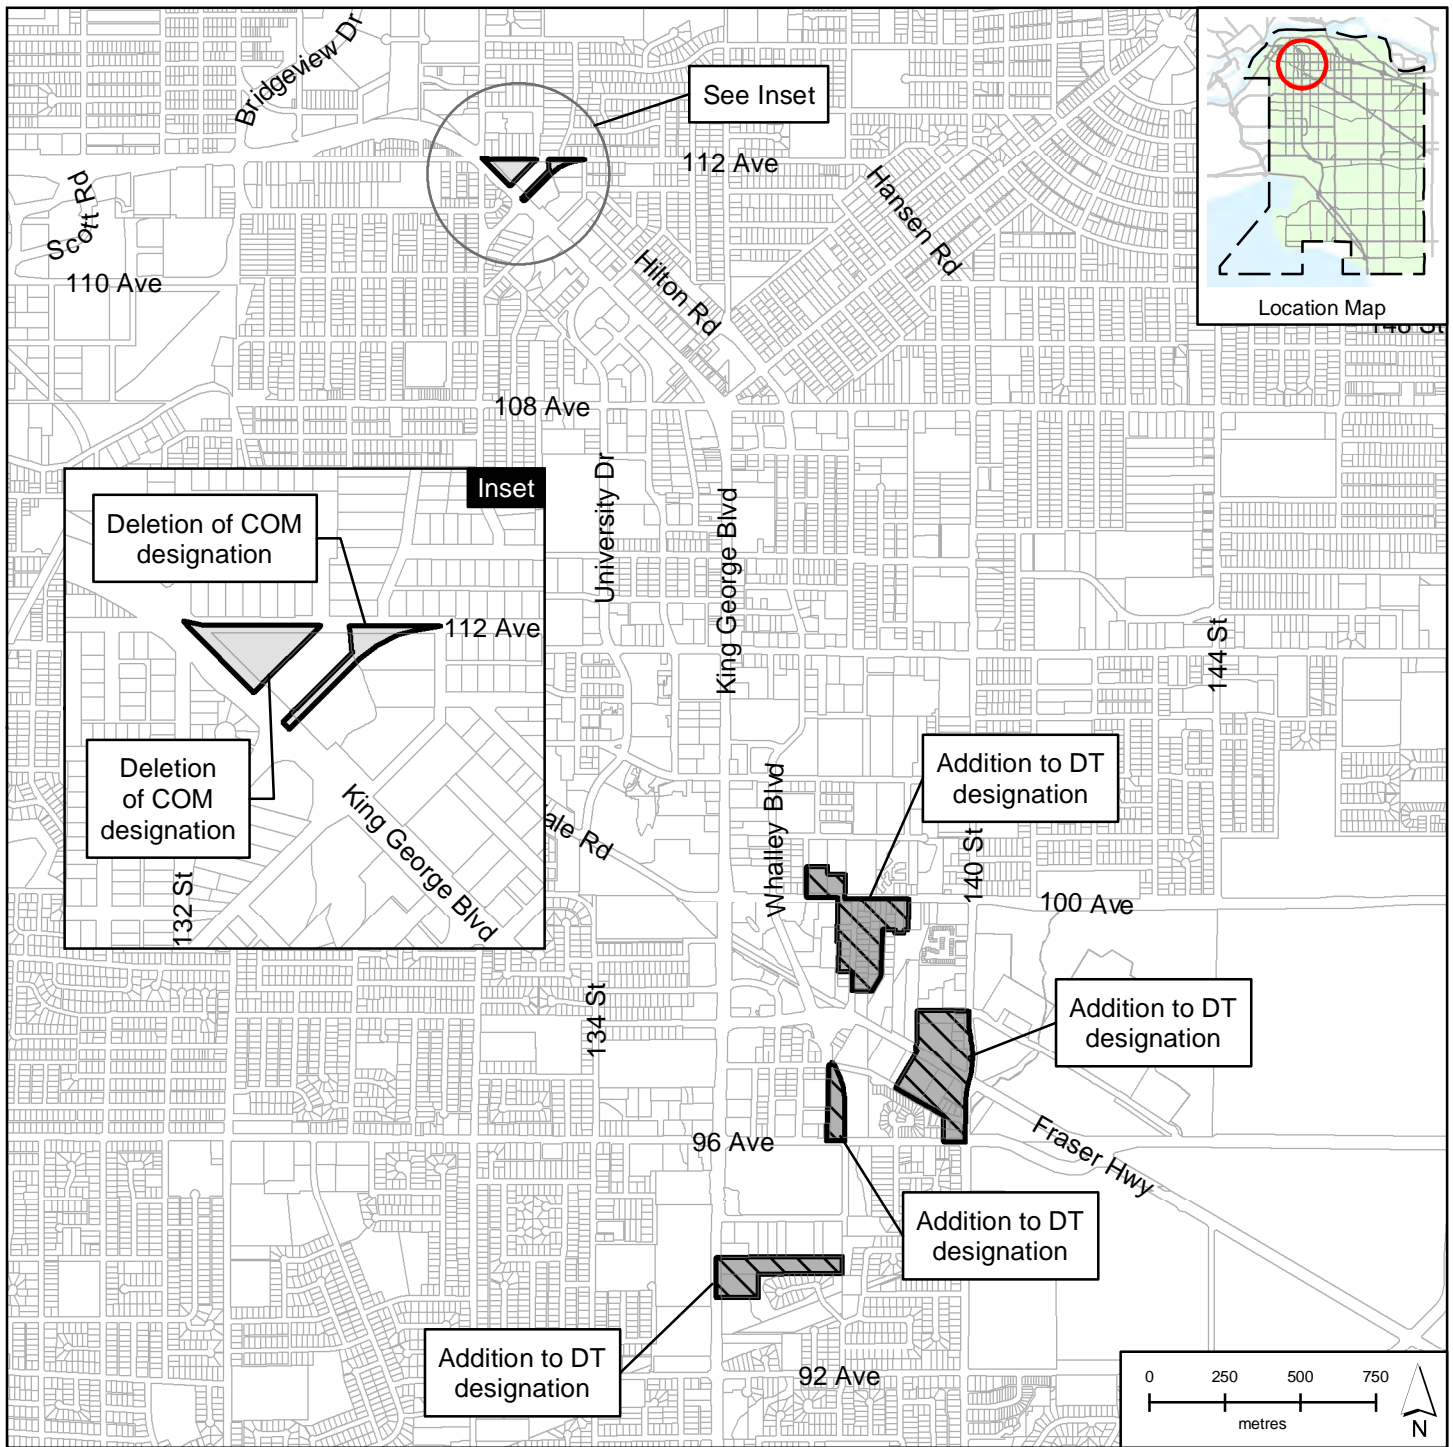 Bridgeview Dr
See Inset
112 Ave
Scott Rd
110 Ave
Hansen Rd
Hilton Rd
Location Map
108 Ave
University Dr
King George Blvd
Inset
Deletion of COM
designation
112 Ave
Deletion
of COM
designation
King George Blvd
132 St
144 St
ale Rd
Whalley Blvd
Addition to DT
designation
140 St
100 Ave
134 St
Addition to DT
designation
96 Ave
Fraser Hwy
Addition to DT
designation
Addition to DT
designation
92 Ave
0 250 500 750
metres
N